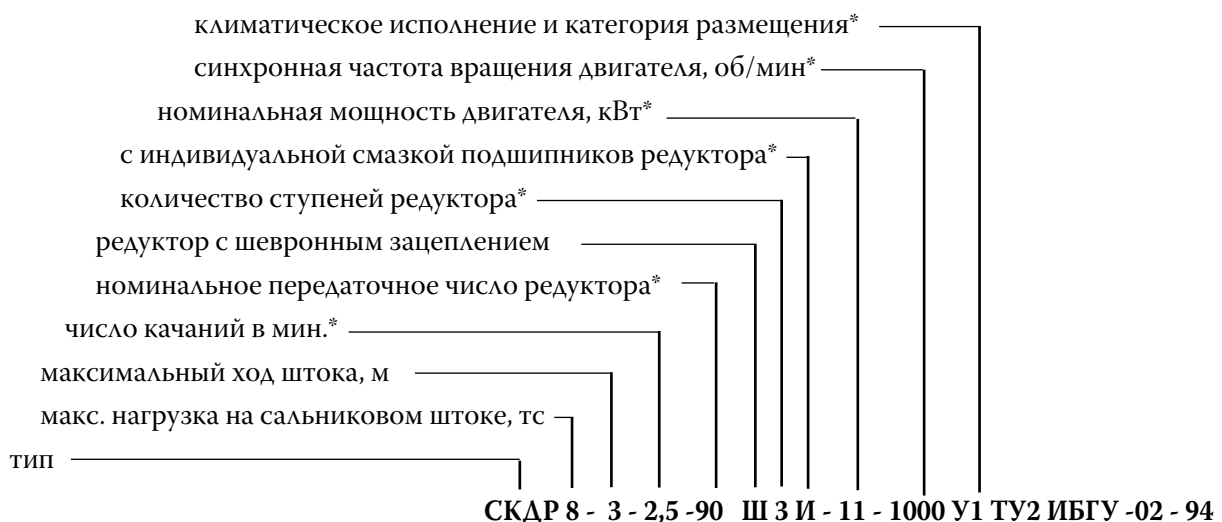 климатическое исполнение и категория размещения*
синхронная частота вращения двигателя, об/мин*
номинальная мощность двигателя, кВт*
с индивидуальной смазкой подшипников редуктора*
количество ступеней редуктора*
редуктор с шевронным зацеплением
номинальное передаточное число редуктора*
число качаний в мин.*
максимальный ход штока, м
макс. нагрузка на сальниковом штоке, тс
тип
СКДР 8 - 3 - 2,5 -90 Ш 3 И - 11 - 1000 У1 ТУ2 ИБГУ -02 - 94